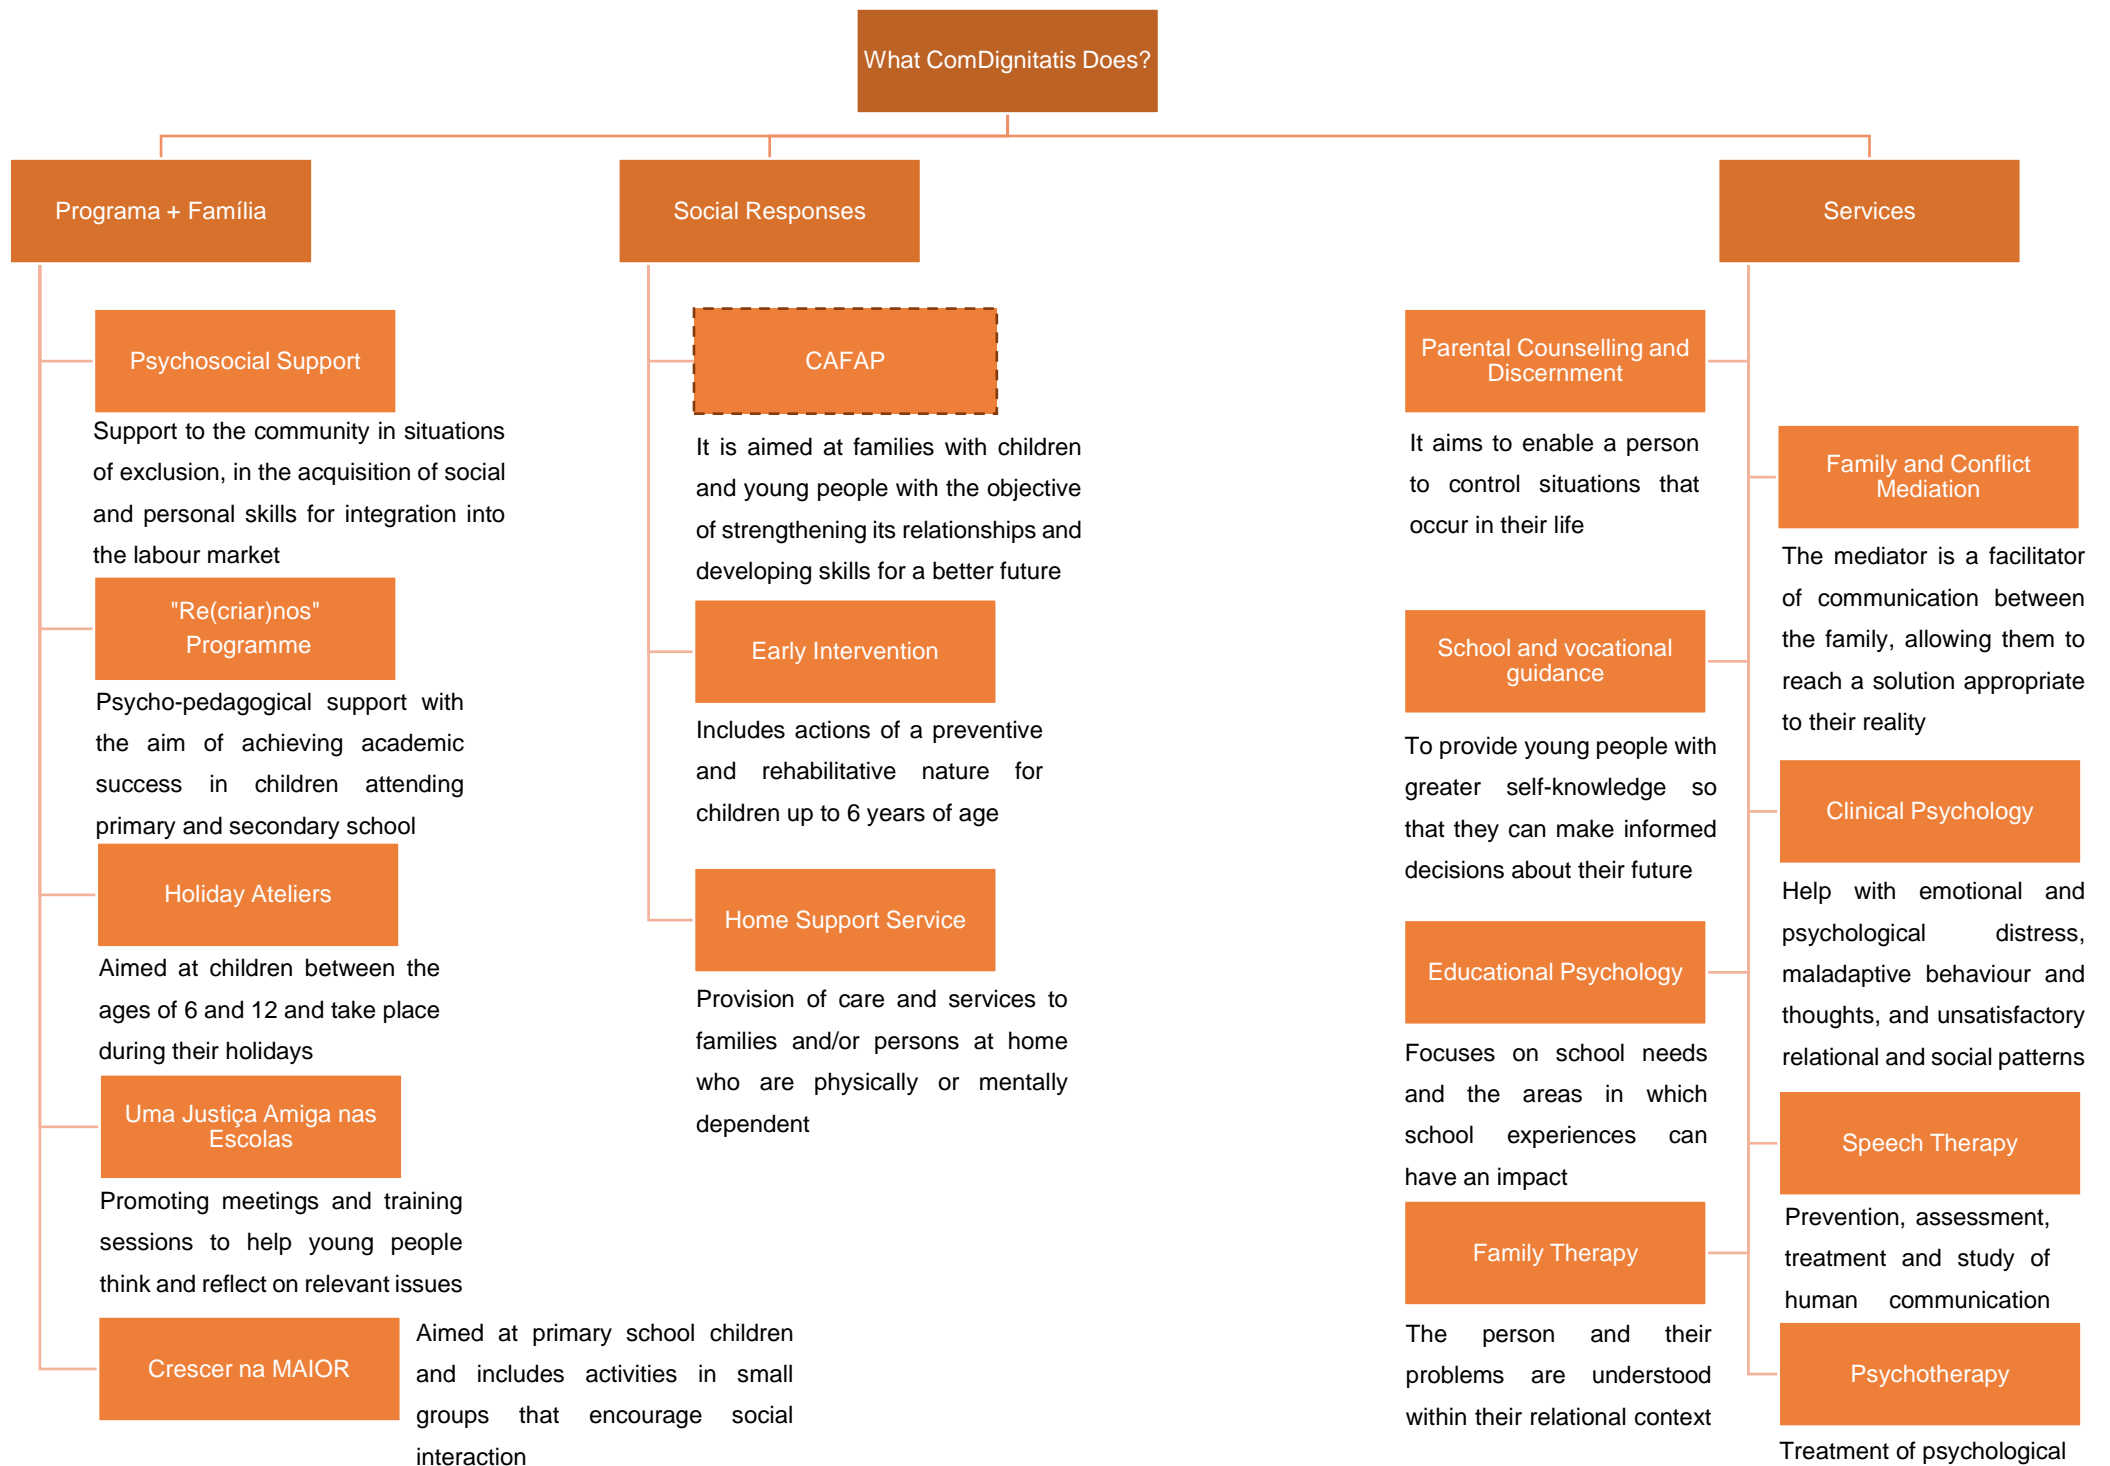 What ComDignitatis Does?
Programa + Família
Psychosocial Support
Support to the community in situations
of exclusion, in the acquisition of social
and personal skills for integration into
the labour market
"Re(criar)nos"
Programme
Psycho-pedagogical support with
the aim of achieving academic
success in children attending
primary and secondary school
Holiday Ateliers
Aimed at children between the
ages of 6 and 12 and take place
during their holidays
Uma Justiça Amiga nas
Escolas
Promoting meetings and training
sessions to help young people
think and reflect on relevant issues
Crescer na MAIOR
Aimed at primary school children
and includes activities in small
groups that encourage social
interaction
Social Responses
CAFAP
It is aimed at families with children
and young people with the objective
of strengthening its relationships and
developing skills for a better future
Early Intervention
Includes actions of a preventive
and rehabilitative nature for
children up to 6 years of age
Home Support Service
Provision of care and services to
families and/or persons at home
who are physically or mentally
dependent
Services
Parental Counselling and
Discernment
It aims to enable a person
to control situations that
occur in their life
Family and Conflict
Mediation
The mediator is a facilitator
of communication between
the family, allowing them to
reach a solution appropriate
to their reality
School and vocational
guidance
To provide young people with
greater self-knowledge so
that they can make informed
decisions about their future
Clinical Psychology
Help with emotional and
psychological distress,
maladaptive behaviour and
thoughts, and unsatisfactory
relational and social patterns
Educational Psychology
Focuses on school needs
and the areas in which
school experiences can
have an impact
Speech Therapy
Prevention, assessment,
treatment and study of
human communication
Family Therapy
The person and their
problems are understood
within their relational context
Psychotherapy
Treatment of psychological